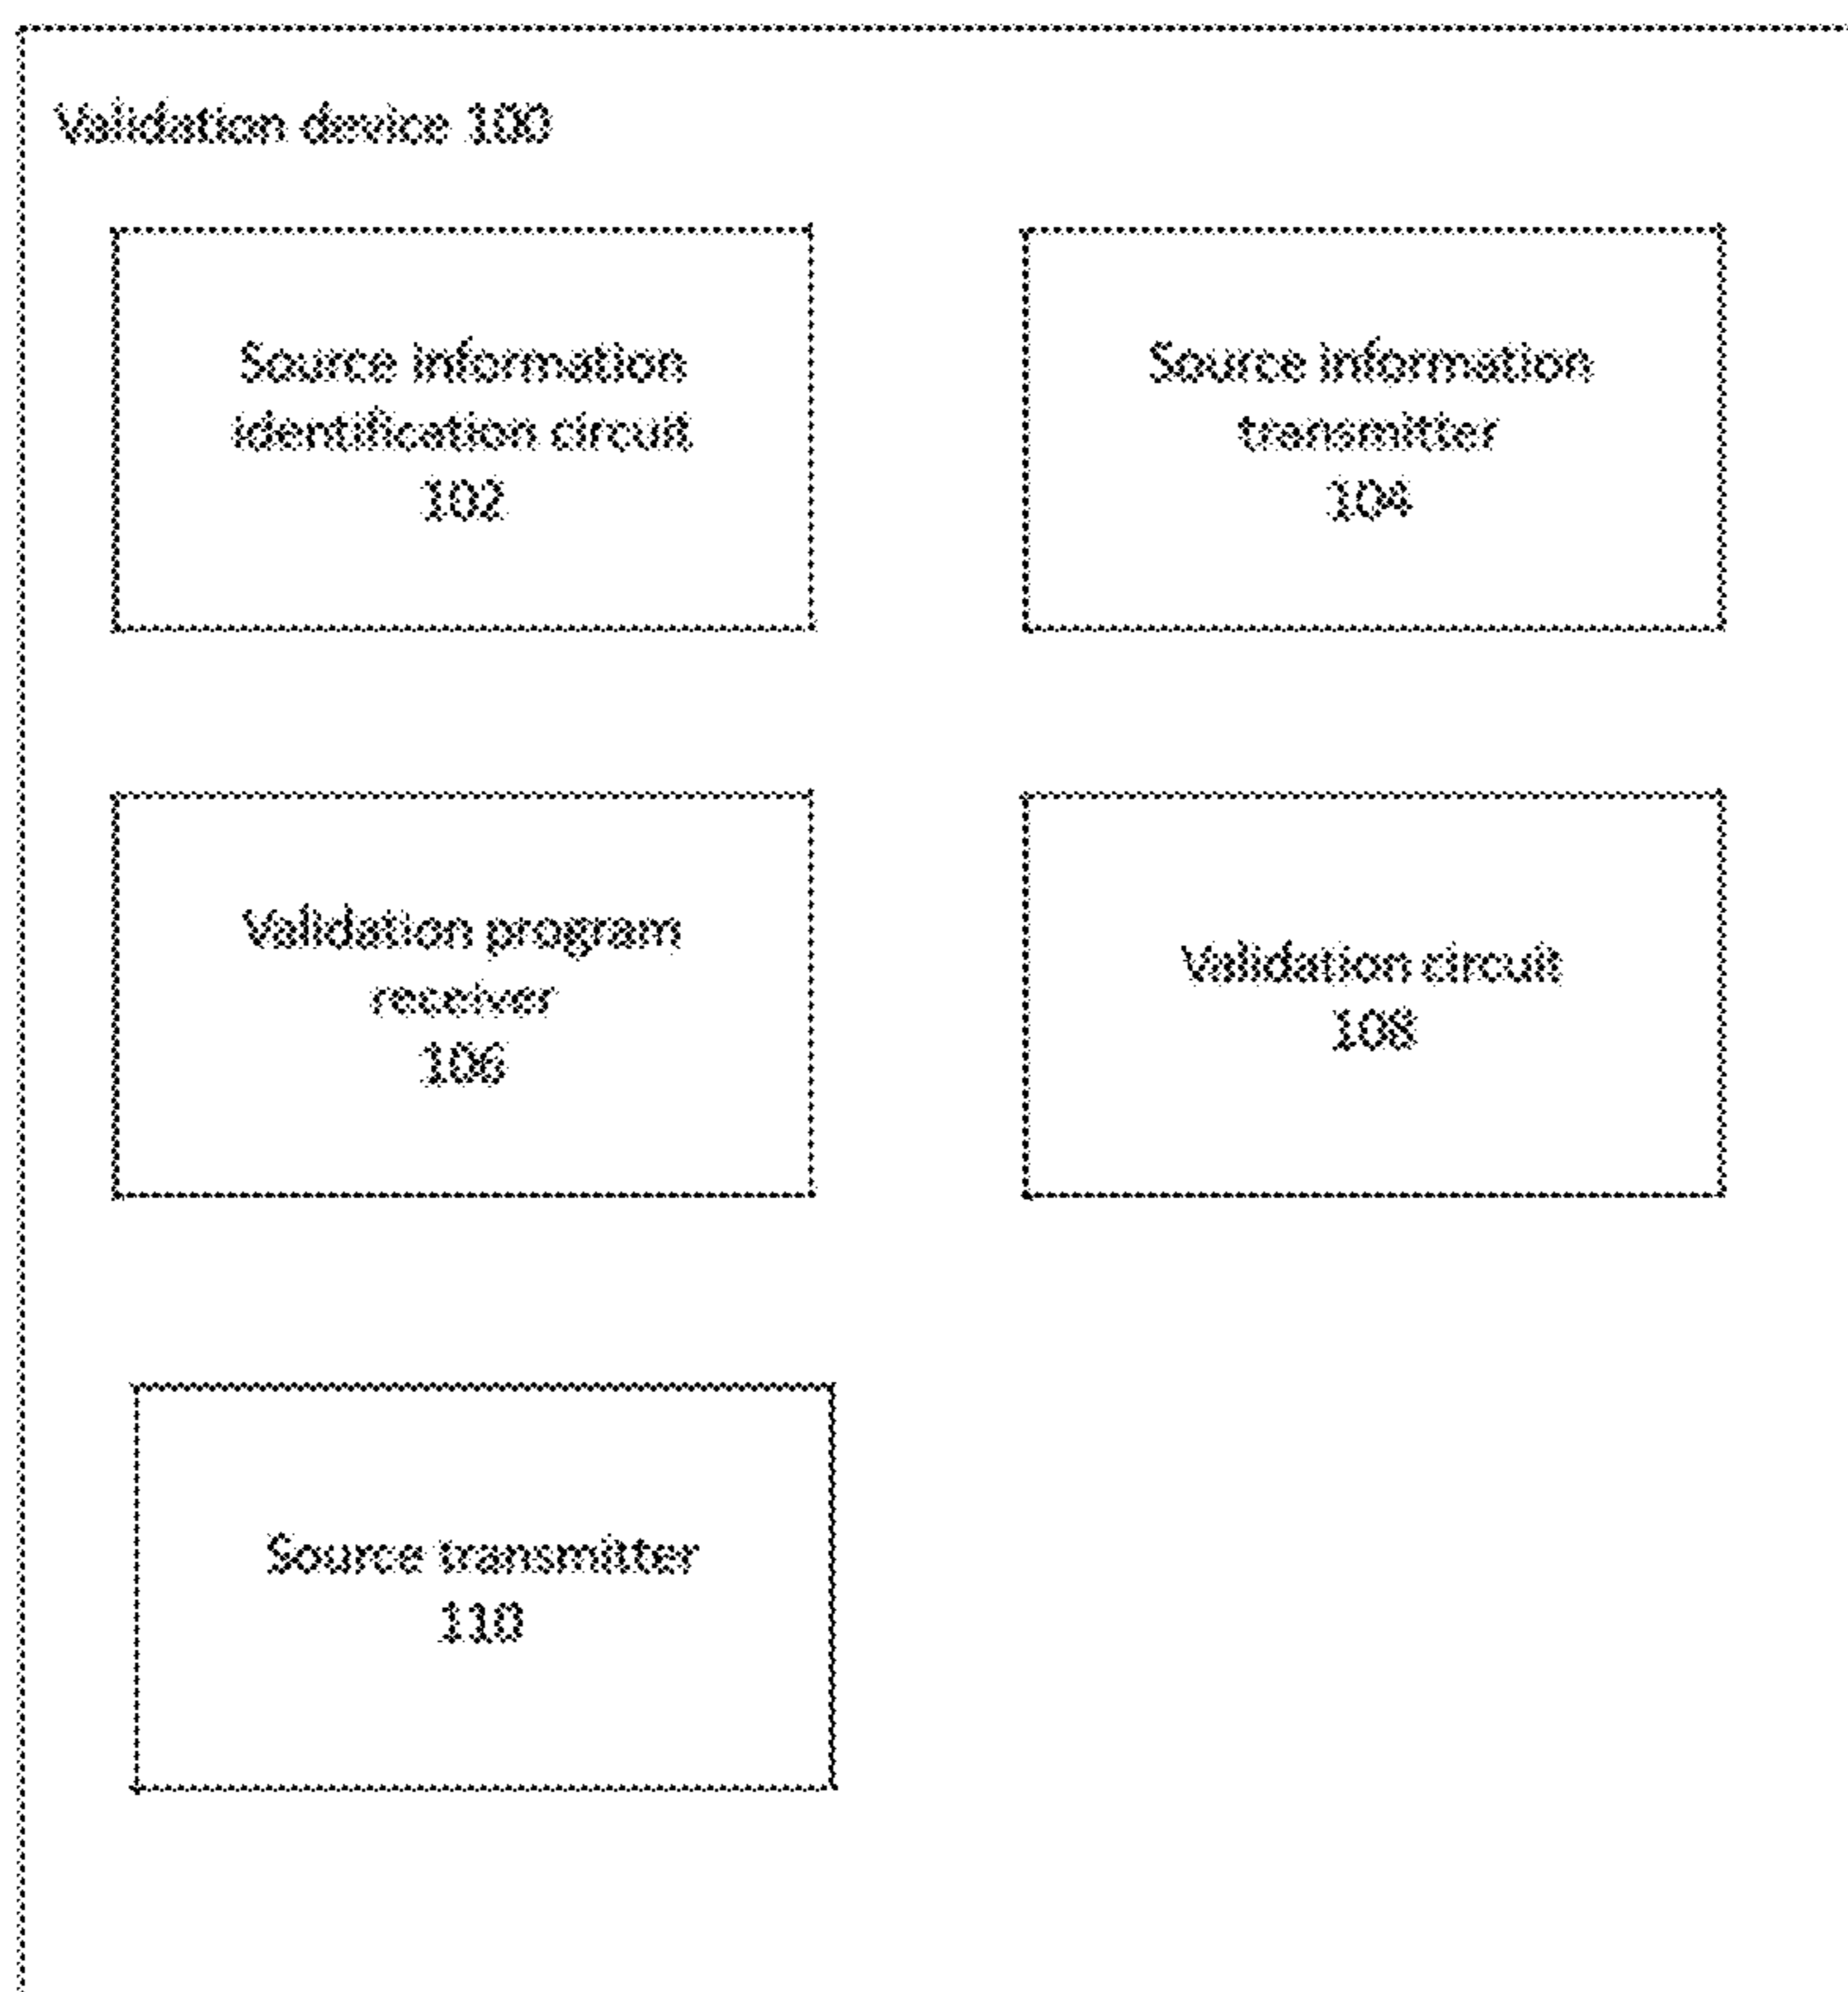 Validation device 100
Source information
identification circuit
102
Source information
transmitter
104
Validation program
receiver
106
Validation circuit
108
Source transmitter
110